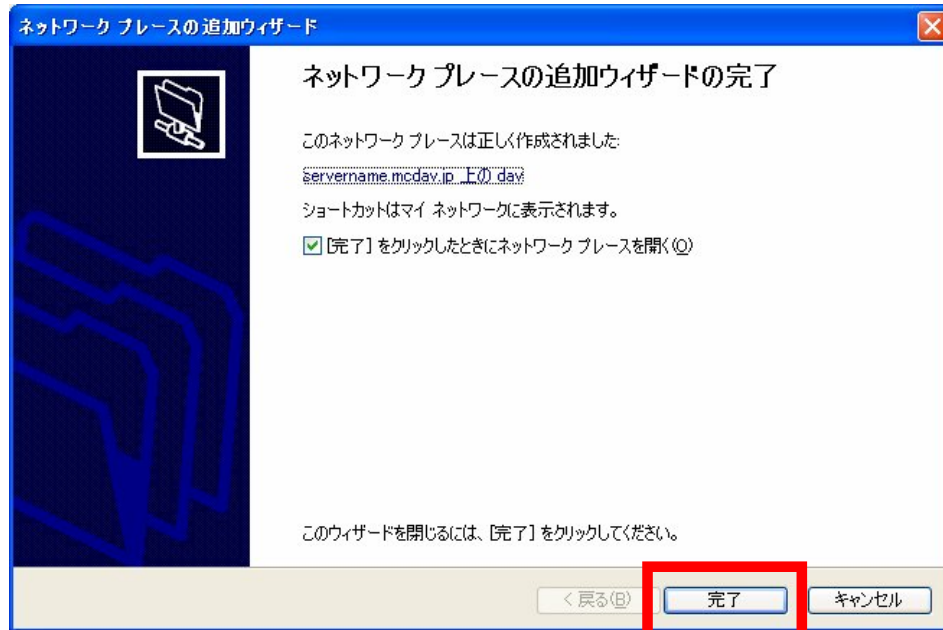 ネットワーク プレースの追加ウィザード
ネットワーク プレースの追加ウィザードの完了
このネットワーク プレースは正しく作成されました:
servername.mcdav.jp 上の dav
ショートカットはマイ ネットワークに表示されます。
[完了] をクリックしたときにネットワーク プレースを開く(O)
このウィザードを閉じるには、[完了] をクリックしてください。
< 戻る(B)
完了
キャンセル